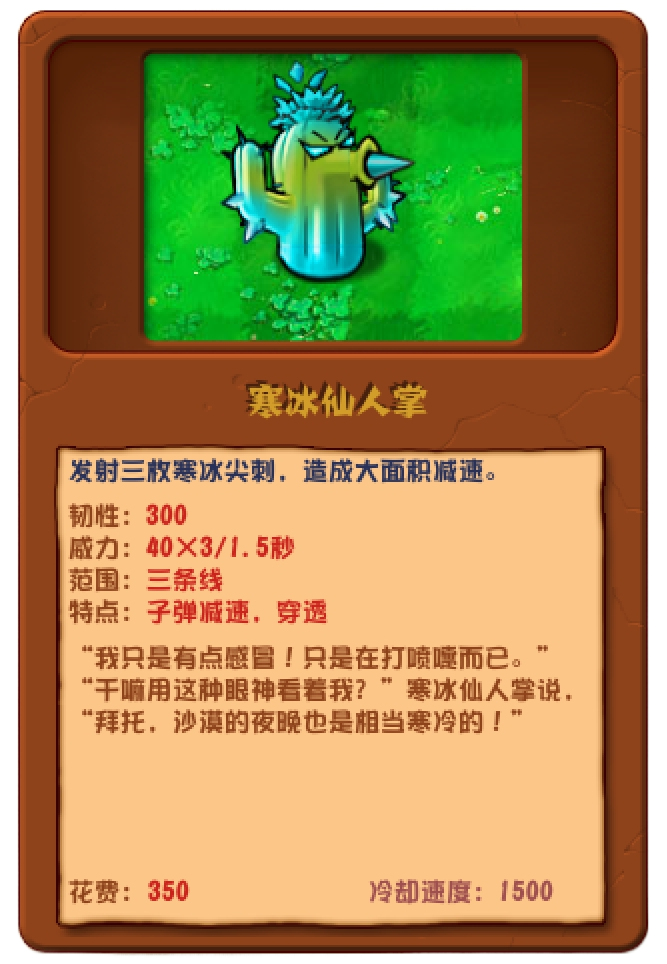 寒冰仙人掌
发射三枚寒冰尖刺，造成大面积减速。
韧性：300
威力：40×3/1.5秒
范围：三条线
特点：子弹减速，穿透
“我只是有点感冒！只是在打喷嚏而已。”
“干嘛用这种眼神看着我？”寒冰仙人掌说，
“拜托，沙漠的夜晚也是相当寒冷的！”
花费：350 冷却速度：1500